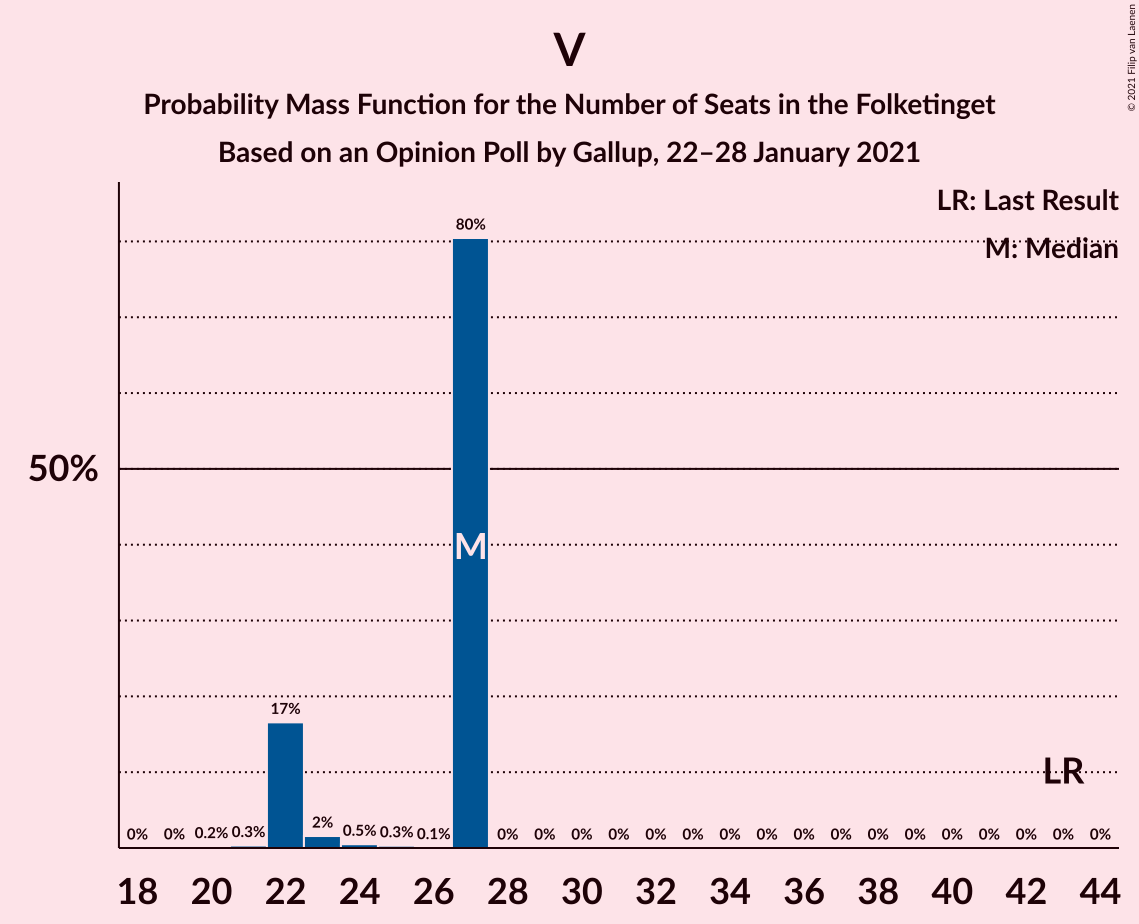 V
Probability Mass Function for the Number of Seats in the Folketinget
Based on an Opinion Poll by Gallup, 22–28 January 2021
© 2021 Filip van Laenen
LR: Last Result
M: Median
80%
50%
M
17%
LR
0% 0% 0.2% 0.3% 2% 0.5% 0.3% 0.1% 0% 0% 0% 0% 0% 0% 0% 0% 0% 0% 0% 0% 0% 0% 0% 0% 0%
18 20 22 24 26 28 30 32 34 36 38 40 42 44